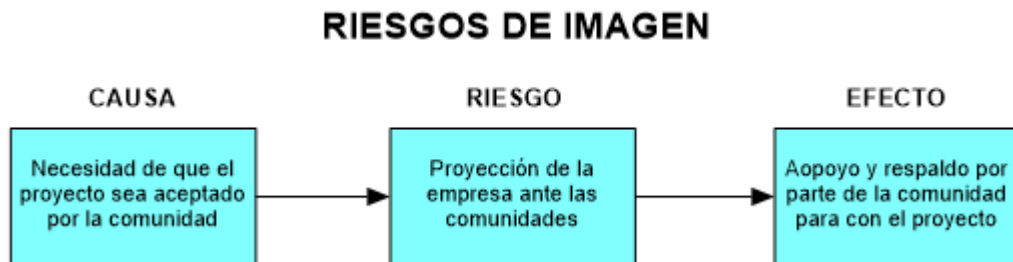 RIESGOS DE IMAGEN
CAUSA
RIESGO
EFECTO
Necesidad de que el
proyecto sea aceptado
por la comunidad
Proyección de la
empresa ante las
comunidades
Aopoyo y respaldo por
parte de la comunidad
para con el proyecto